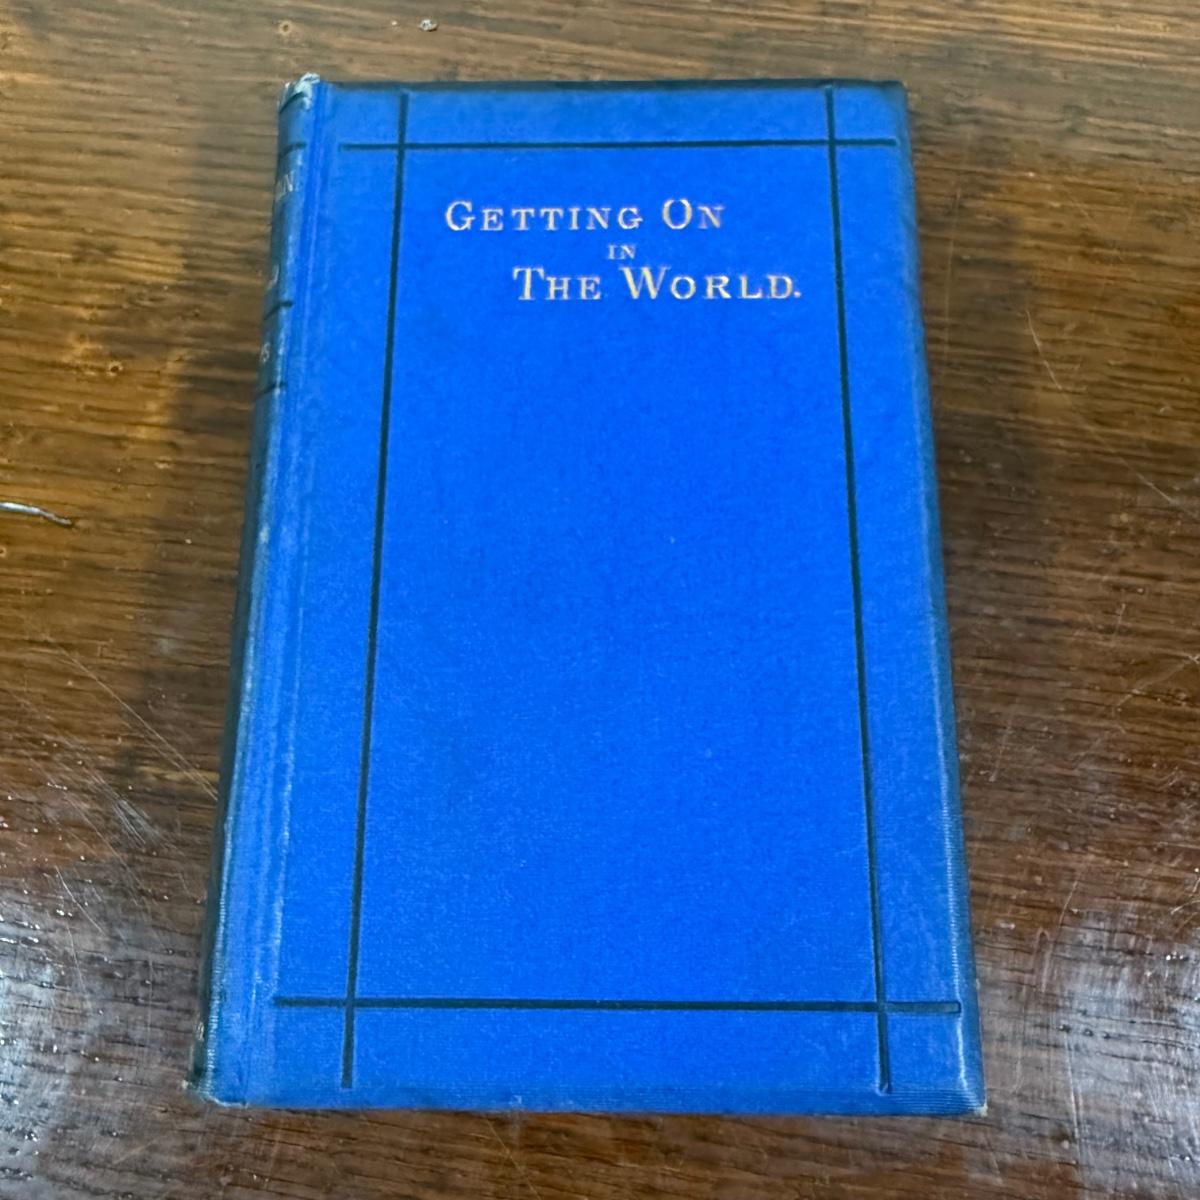 Getting On
in
The World.